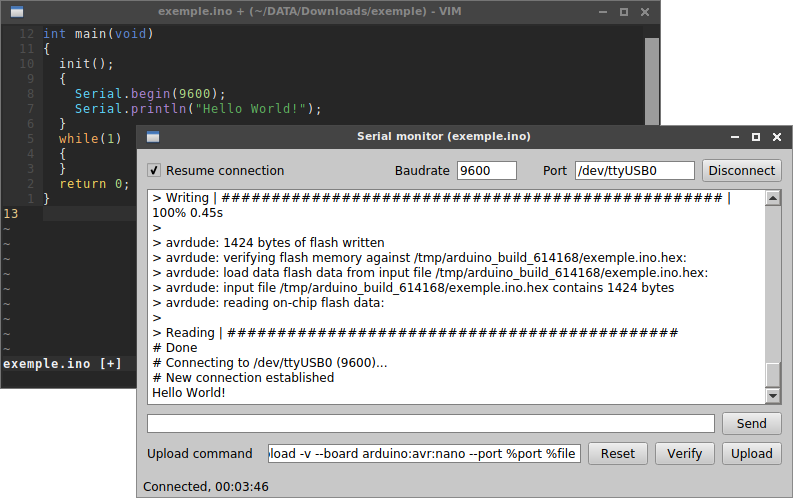 exemple.ino + (~/DATA/Downloads/exemple) - VIM
12 int main(void)
11 {
10 init();
9 {
8 Serial.begin(9600);
7 Serial.println("Hello World!");
6 }
5 while(1)
4 {
3 }
2 return 0;
1 }
13
~
~
~
~
~
~
~
~
~
exemple.ino [+]
Serial monitor (exemple.ino)
Resume connection Baudrate 9600 Port /dev/ttyUSB0 Disconnect
> Writing | ################################################## |
100% 0.45s
>
> avrdude: 1424 bytes of flash written
> avrdude: verifying flash memory against /tmp/arduino_build_614168/exemple.ino.hex:
> avrdude: load data flash data from input file /tmp/arduino_build_614168/exemple.ino.hex:
> avrdude: input file /tmp/arduino_build_614168/exemple.ino.hex contains 1424 bytes
> avrdude: reading on-chip flash data:
>
> Reading | #############################################
# Done
# Connecting to /dev/ttyUSB0 (9600)...
# New connection established
Hello World!
Send
Upload command load -v --board arduino:avr:nano --port %port %file Reset Verify Upload
Connected, 00:03:46